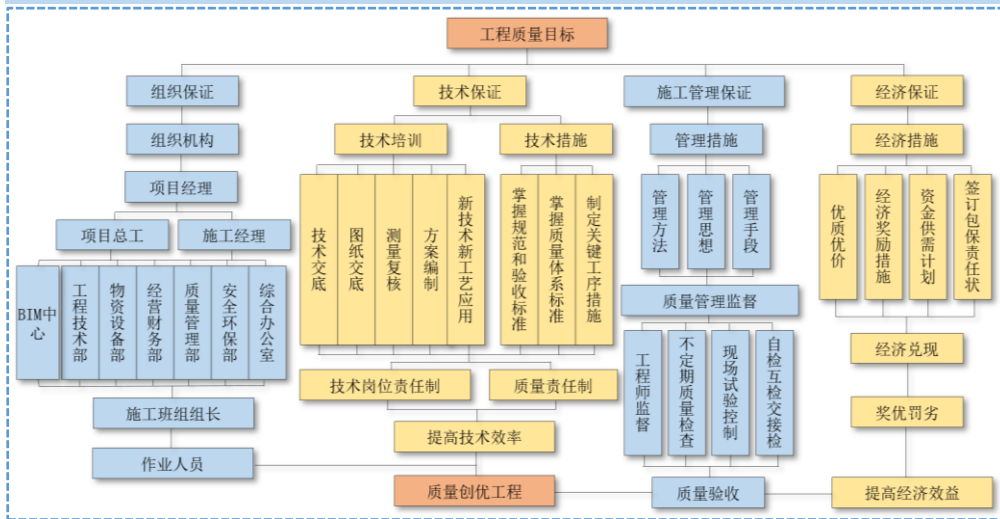 工程质量目标
组织保证
技术保证
施工管理保证
经济保证
组织机构
技术培训
技术措施
管理措施
经济措施
项目经理
项目总工
施工经理
BIM中心
工程技术部
物资设备部
经营财务部
质量管理部
安全环保部
综合办公室
技术交底
图纸交底
测量复核
方案编制
新技术新工艺应用
掌握规范和验收标准
掌握质量体系标准
制定关键工序措施
管理方法
管理思想
管理手段
优质优价
经济奖励措施
资金供需计划
签订包保责任状
质量管理监督
工程师监督
不定期质量检查
现场试验控制
自检互检交接检
经济兑现
技术岗位责任制
质量责任制
施工班组组长
奖优罚劣
提高技术效率
作业人员
质量创优工程
质量验收
提高经济效益